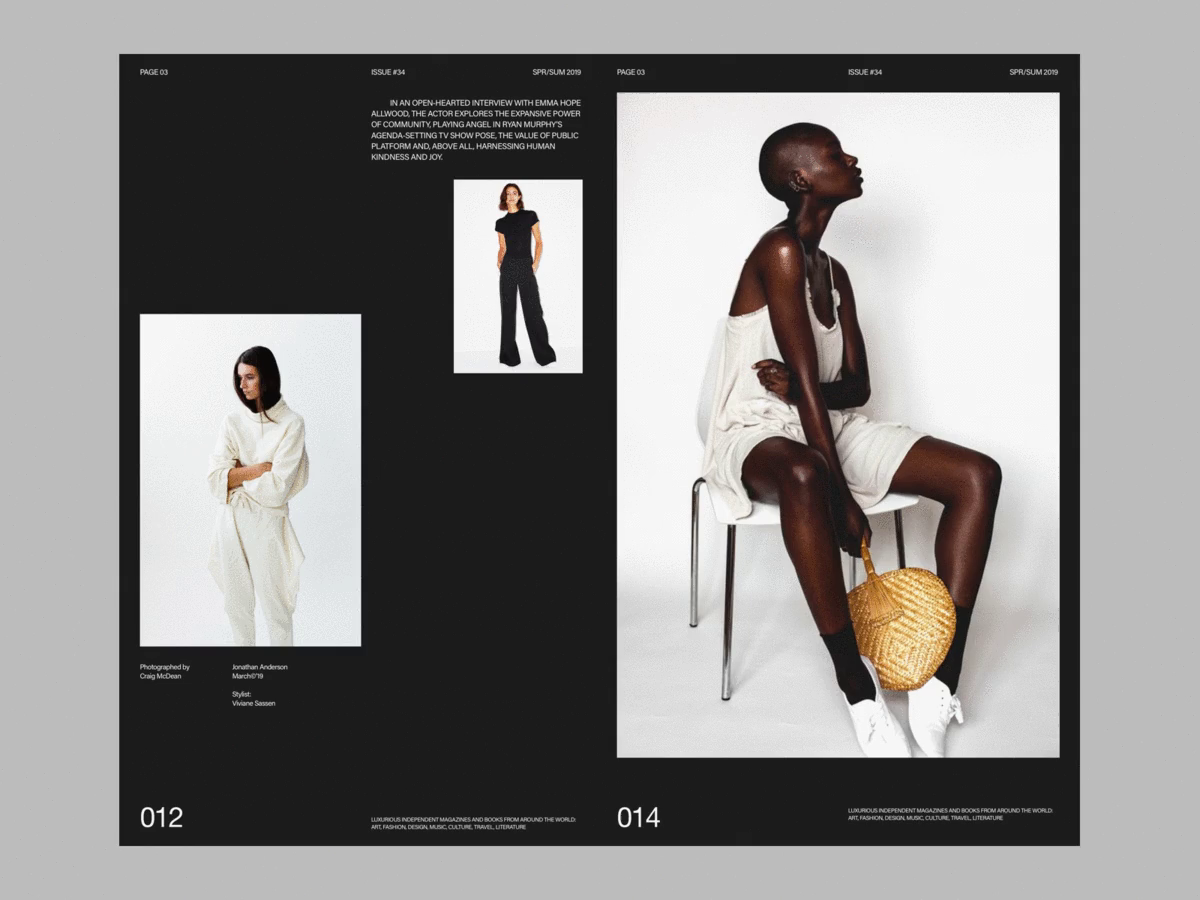 PAGE 03
ISSUE #34
SPR/SUM 2019
IN AN OPEN-HEARTED INTERVIEW WITH EMMA HOPE
ALLWOOD, THE ACTOR EXPLORES THE EXPANSIVE POWER
OF COMMUNITY, PLAYING ANGEL IN RYAN MURPHY'S
AGENDA-SETTING TV SHOW POSE, THE VALUE OF PUBLIC
PLATFORM AND, ABOVE ALL, HARNESSING HUMAN
KINDNESS AND JOY.
Photographed by
Craig McDean
Jonathan Anderson
March©'19
Stylist:
Viviane Sassen
012
LUXURIOUS INDEPENDENT MAGAZINES AND BOOKS FROM AROUND THE WORLD:
ART, FASHION, DESIGN, MUSIC, CULTURE, TRAVEL, LITERATURE
PAGE 03
ISSUE #34
SPR/SUM 2019
014
LUXURIOUS INDEPENDENT MAGAZINES AND BOOKS FROM AROUND THE WORLD:
ART, FASHION, DESIGN, MUSIC, CULTURE, TRAVEL, LITERATURE